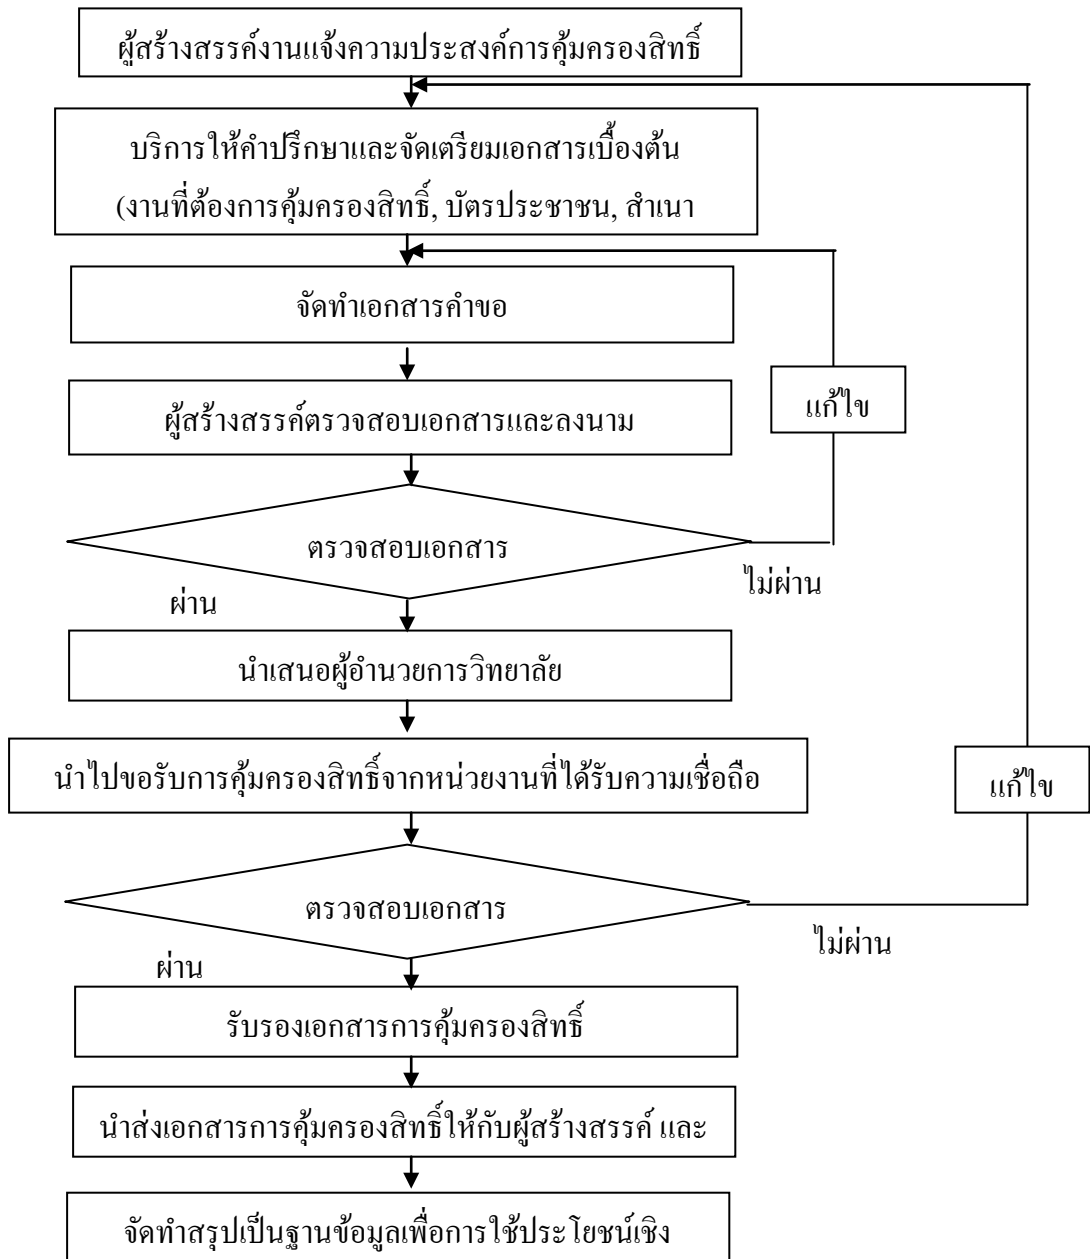 ผู้สร้างสรรค์งานแจ้งความประสงค์การคุ้มครองสิทธิ์
บริการให้คำปรึกษาและจัดเตรียมเอกสารเบื้องต้น
(งานที่ต้องการคุ้มครองสิทธิ์, บัตรประชาชน, สำเนา
จัดทำเอกสารคำขอ
ผู้สร้างสรรค์ตรวจสอบเอกสารและลงนาม
แก้ไข
ตรวจสอบเอกสาร
ไม่ผ่าน
ผ่าน
นำเสนอผู้อำนวยการวิทยาลัย
นำไปขอรับการคุ้มครองสิทธิ์จากหน่วยงานที่ได้รับความเชื่อถือ
แก้ไข
ตรวจสอบเอกสาร
ไม่ผ่าน
ผ่าน
รับรองเอกสารการคุ้มครองสิทธิ์
นำส่งเอกสารการคุ้มครองสิทธิ์ให้กับผู้สร้างสรรค์ และ
จัดทำสรุปเป็นฐานข้อมูลเพื่อการใช้ประโยชน์เชิง